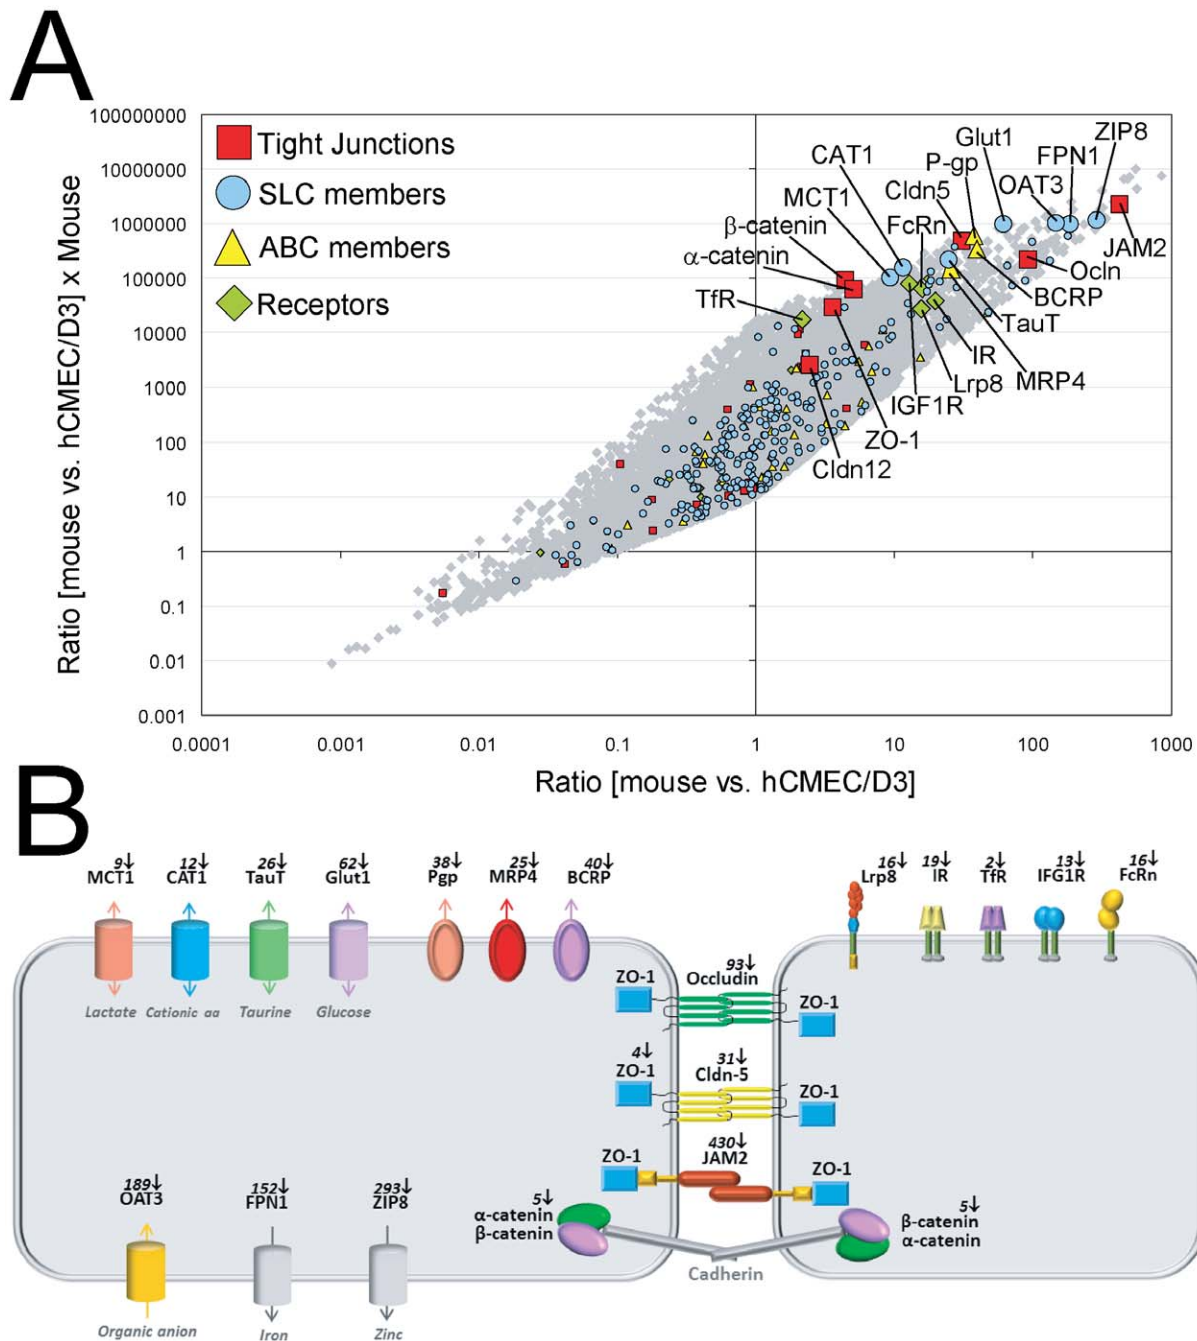 A
Ratio [mouse vs. hCMEC/D3] x Mouse
100000000
10000000
1000000
100000
10000
1000
100
10
1
0.1
0.01
0.001
Tight Junctions
SLC members
ABC members
Receptors
ZIP8
Glut1
FPN1
CAT1
P-gp
OAT3
Cldn5
MCT1
FcRn
β-catenin
α-catenin
JAM2
Ocln
TfR
BCRP
TauT
IR
MRP4
Lrp8
IGF1R
ZO-1
Cldn12
0.0001 0.001 0.01 0.1 1 10 100 1000
Ratio [mouse vs. hCMEC/D3]
B
9↓ 12↓ 26↓ 62↓ 38↓ 25↓ 40↓
MCT1 CAT1 TauT Glut1 Pgp MRP4 BCRP
Lactate Cationic aa Taurine Glucose
16↓ 19↓ 2↓ 13↓ 16↓
Lrp8 IR TfR IFG1R FcRn
93↓
Occludin
ZO-1
ZO-1
4↓
ZO-1
31↓
Cldn-5
ZO-1
430↓
JAM2
ZO-1
ZO-1
5↓
α-catenin
β-catenin
5↓
β-catenin
α-catenin
Cadherin
189↓ 152↓ 293↓
OAT3 FPN1 ZIP8
Organic anion Iron Zinc